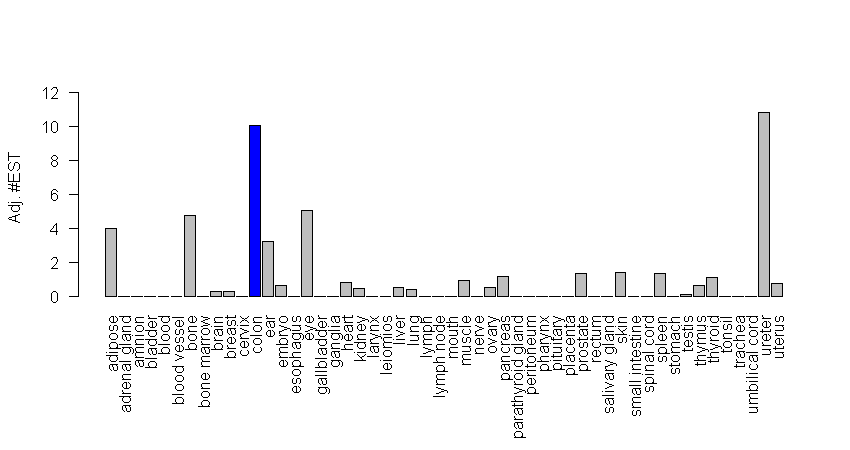 Adj. #EST
12
10
8
6
4
2
0
adipose
adrenal gland
amnion
bladder
blood
blood vessel
bone
bone marrow
brain
breast
cervix
colon
ear
embryo
esophagus
eye
gallbladder
ganglia
heart
kidney
larynx
leiomios
liver
lung
lymph
lymph node
mouth
muscle
nerve
ovary
pancreas
parathyroid gland
peritoneum
pharynx
pituitary
placenta
prostate
rectum
salivary gland
skin
small intestine
spinal cord
spleen
stomach
testis
thymus
thyroid
tonsil
trachea
umbilical cord
ureter
uterus